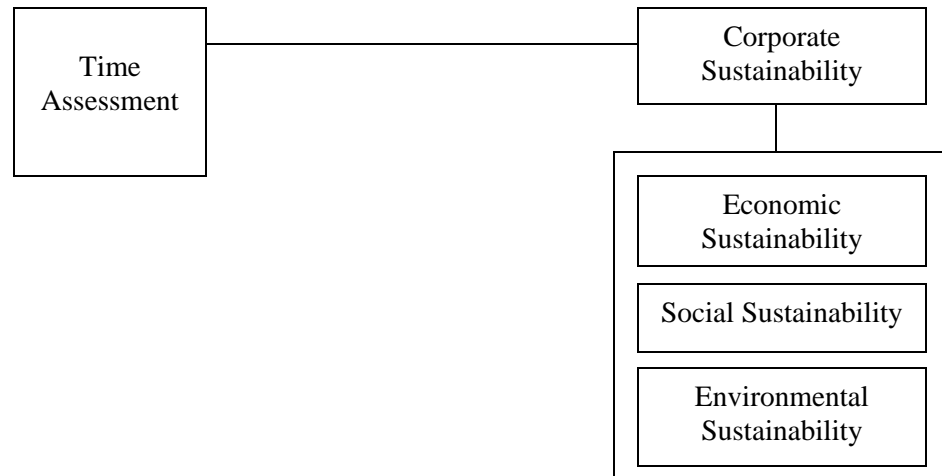 Time
Assessment
Corporate
Sustainability
Economic
Sustainability
Social Sustainability
Environmental
Sustainability